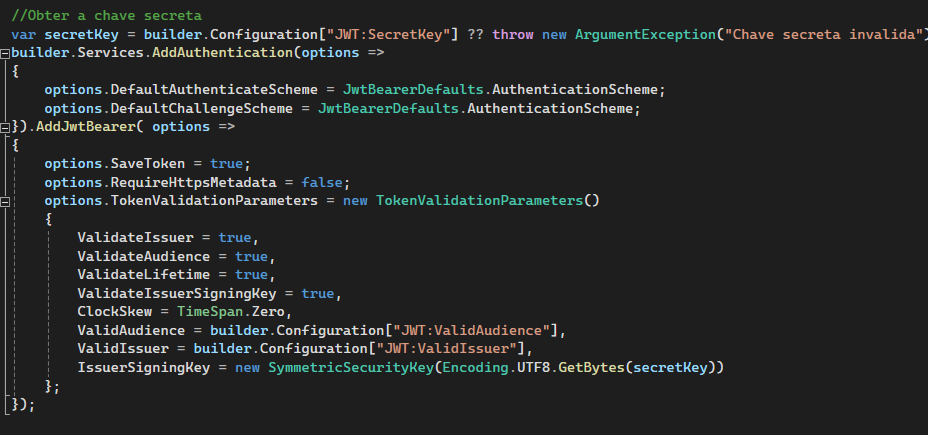 //Obter a chave secreta
var secretKey = builder.Configuration["JWT:SecretKey"] ?? throw new ArgumentException("Chave secreta invalida")
builder.Services.AddAuthentication(options =>
{
    options.DefaultAuthenticateScheme = JwtBearerDefaults.AuthenticationScheme;
    options.DefaultChallengeScheme = JwtBearerDefaults.AuthenticationScheme;
}).AddJwtBearer( options =>
{
    options.SaveToken = true;
    options.RequireHttpsMetadata = false;
    options.TokenValidationParameters = new TokenValidationParameters()
    {
        ValidateIssuer = true,
        ValidateAudience = true,
        ValidateLifetime = true,
        ValidateIssuerSigningKey = true,
        ClockSkew = TimeSpan.Zero,
        ValidAudience = builder.Configuration["JWT:ValidAudience"],
        ValidIssuer = builder.Configuration["JWT:ValidIssuer"],
        IssuerSigningKey = new SymmetricSecurityKey(Encoding.UTF8.GetBytes(secretKey))
    };
});